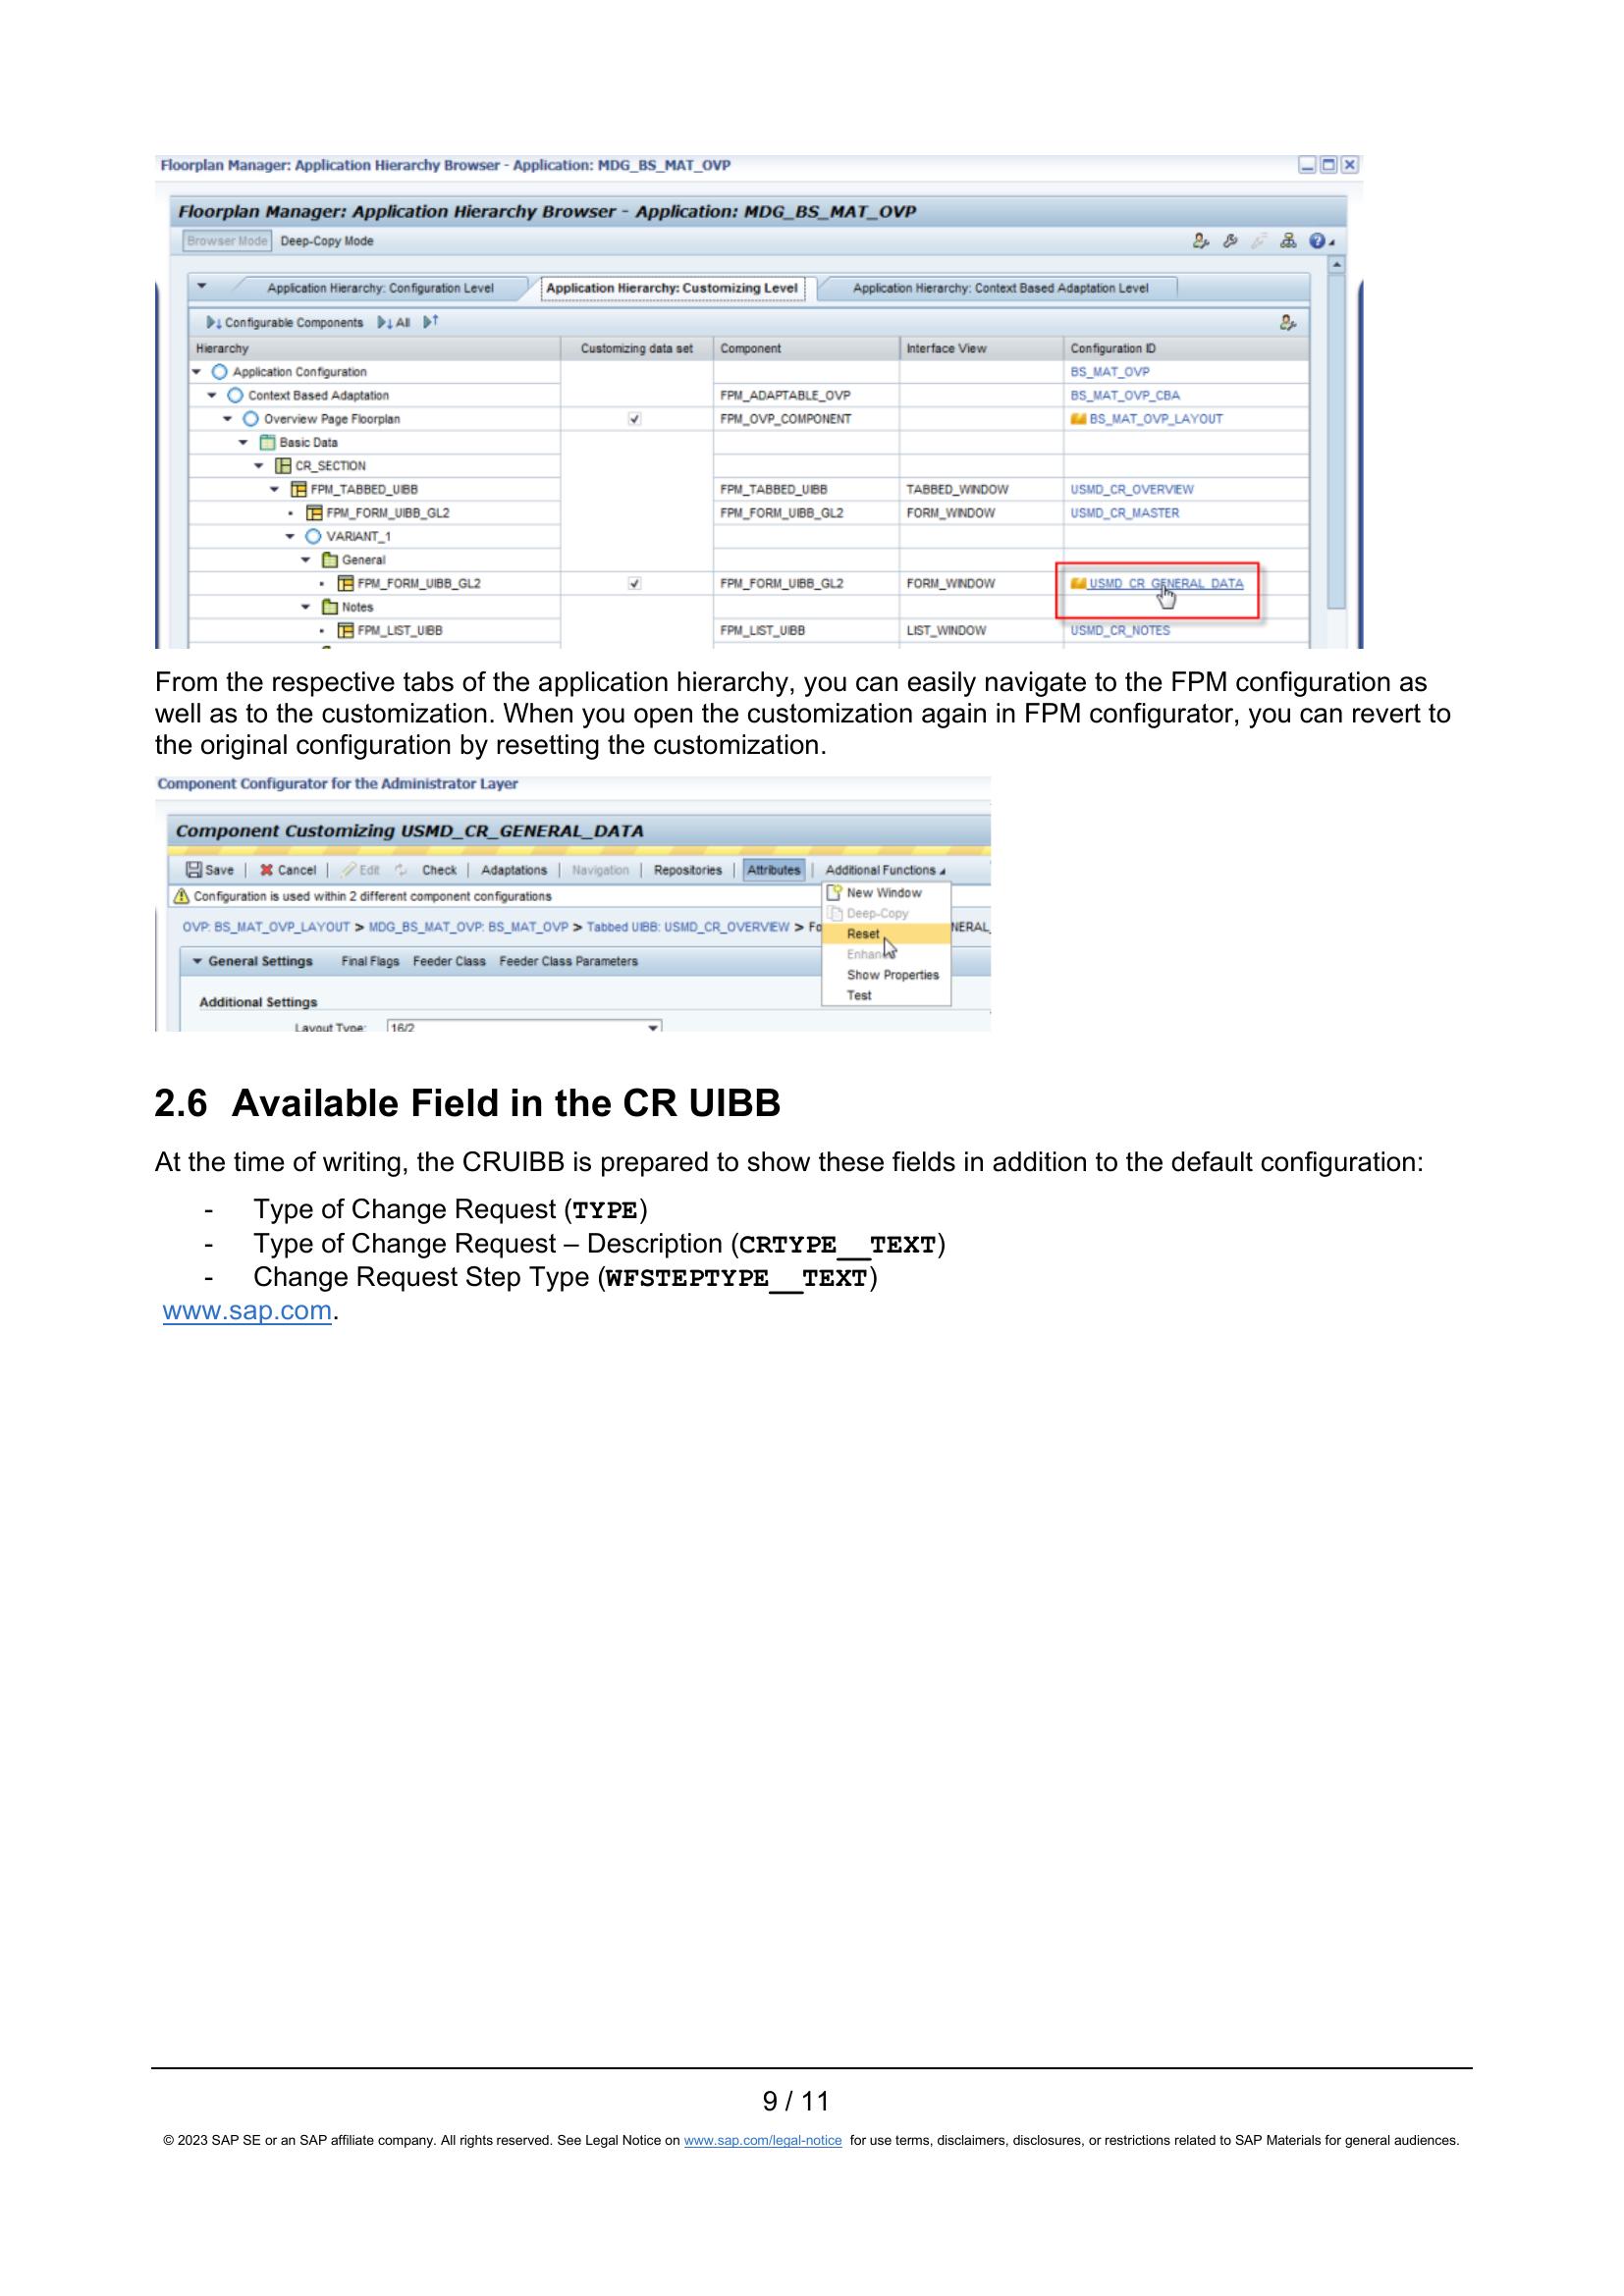 Floorplan Manager: Application Hierarchy Browser - Application: MDG_BS_MAT_OVP
Floorplan Manager: Application Hierarchy Browser - Application: MDG_BS_MAT_OVP
Browser Mode Deep-Copy Mode
Application Hierarchy: Configuration Level Application Hierarchy: Customizing Level Application Hierarchy: Context Based Adaptation Level
Configurable Components All
Hierarchy Customizing data set Component Interface View Configuration ID
Application Configuration BS_MAT_OVP
Context Based Adaptation FPM_ADAPTABLE_OVP BS_MAT_OVP_CBA
Overview Page Floorplan FPM_OVP_COMPONENT BS_MAT_OVP_LAYOUT
Basic Data
CR_SECTION
FPM_TABBED_UIBB FPM_TABBED_UIBB TABBED_WINDOW USMD_CR_OVERVIEW
FPM_FORM_UIBB_GL2 FPM_FORM_UIBB_GL2 FORM_WINDOW USMD_CR_MASTER
VARIANT_1
General
FPM_FORM_UIBB_GL2 FPM_FORM_UIBB_GL2 FORM_WINDOW USMD_CR_GENERAL_DATA
Notes
FPM_LIST_UIBB FPM_LIST_UIBB LIST_WINDOW USMD_CR_NOTES
From the respective tabs of the application hierarchy, you can easily navigate to the FPM configuration as
well as to the customization. When you open the customization again in FPM configurator, you can revert to
the original configuration by resetting the customization.
Component Configurator for the Administrator Layer
Component Customizing USMD_CR_GENERAL_DATA
Save | Cancel | Edit Check | Adaptations | Navigation | Repositories | Attributes | Additional Functions
Configuration is used within 2 different component configurations
New Window
Deep-Copy
OVP: BS_MAT_OVP_LAYOUT > MDG_BS_MAT_OVP: BS_MAT_OVP > Tabbed UIBB: USMD_CR_OVERVIEW > Fo NERAL_
Reset
Enhan
General Settings Final Flags Feeder Class Feeder Class Parameters
Show Properties
Test
Additional Settings
Layout Type: 16/2
2.6 Available Field in the CR UIBB
At the time of writing, the CRUIBB is prepared to show these fields in addition to the default configuration:
- Type of Change Request (TYPE)
- Type of Change Request – Description (CRTYPE__TEXT)
- Change Request Step Type (WFSTEPTYPE__TEXT)
www.sap.com.
9 / 11
© 2023 SAP SE or an SAP affiliate company. All rights reserved. See Legal Notice on www.sap.com/legal-notice for use terms, disclaimers, disclosures, or restrictions related to SAP Materials for general audiences.